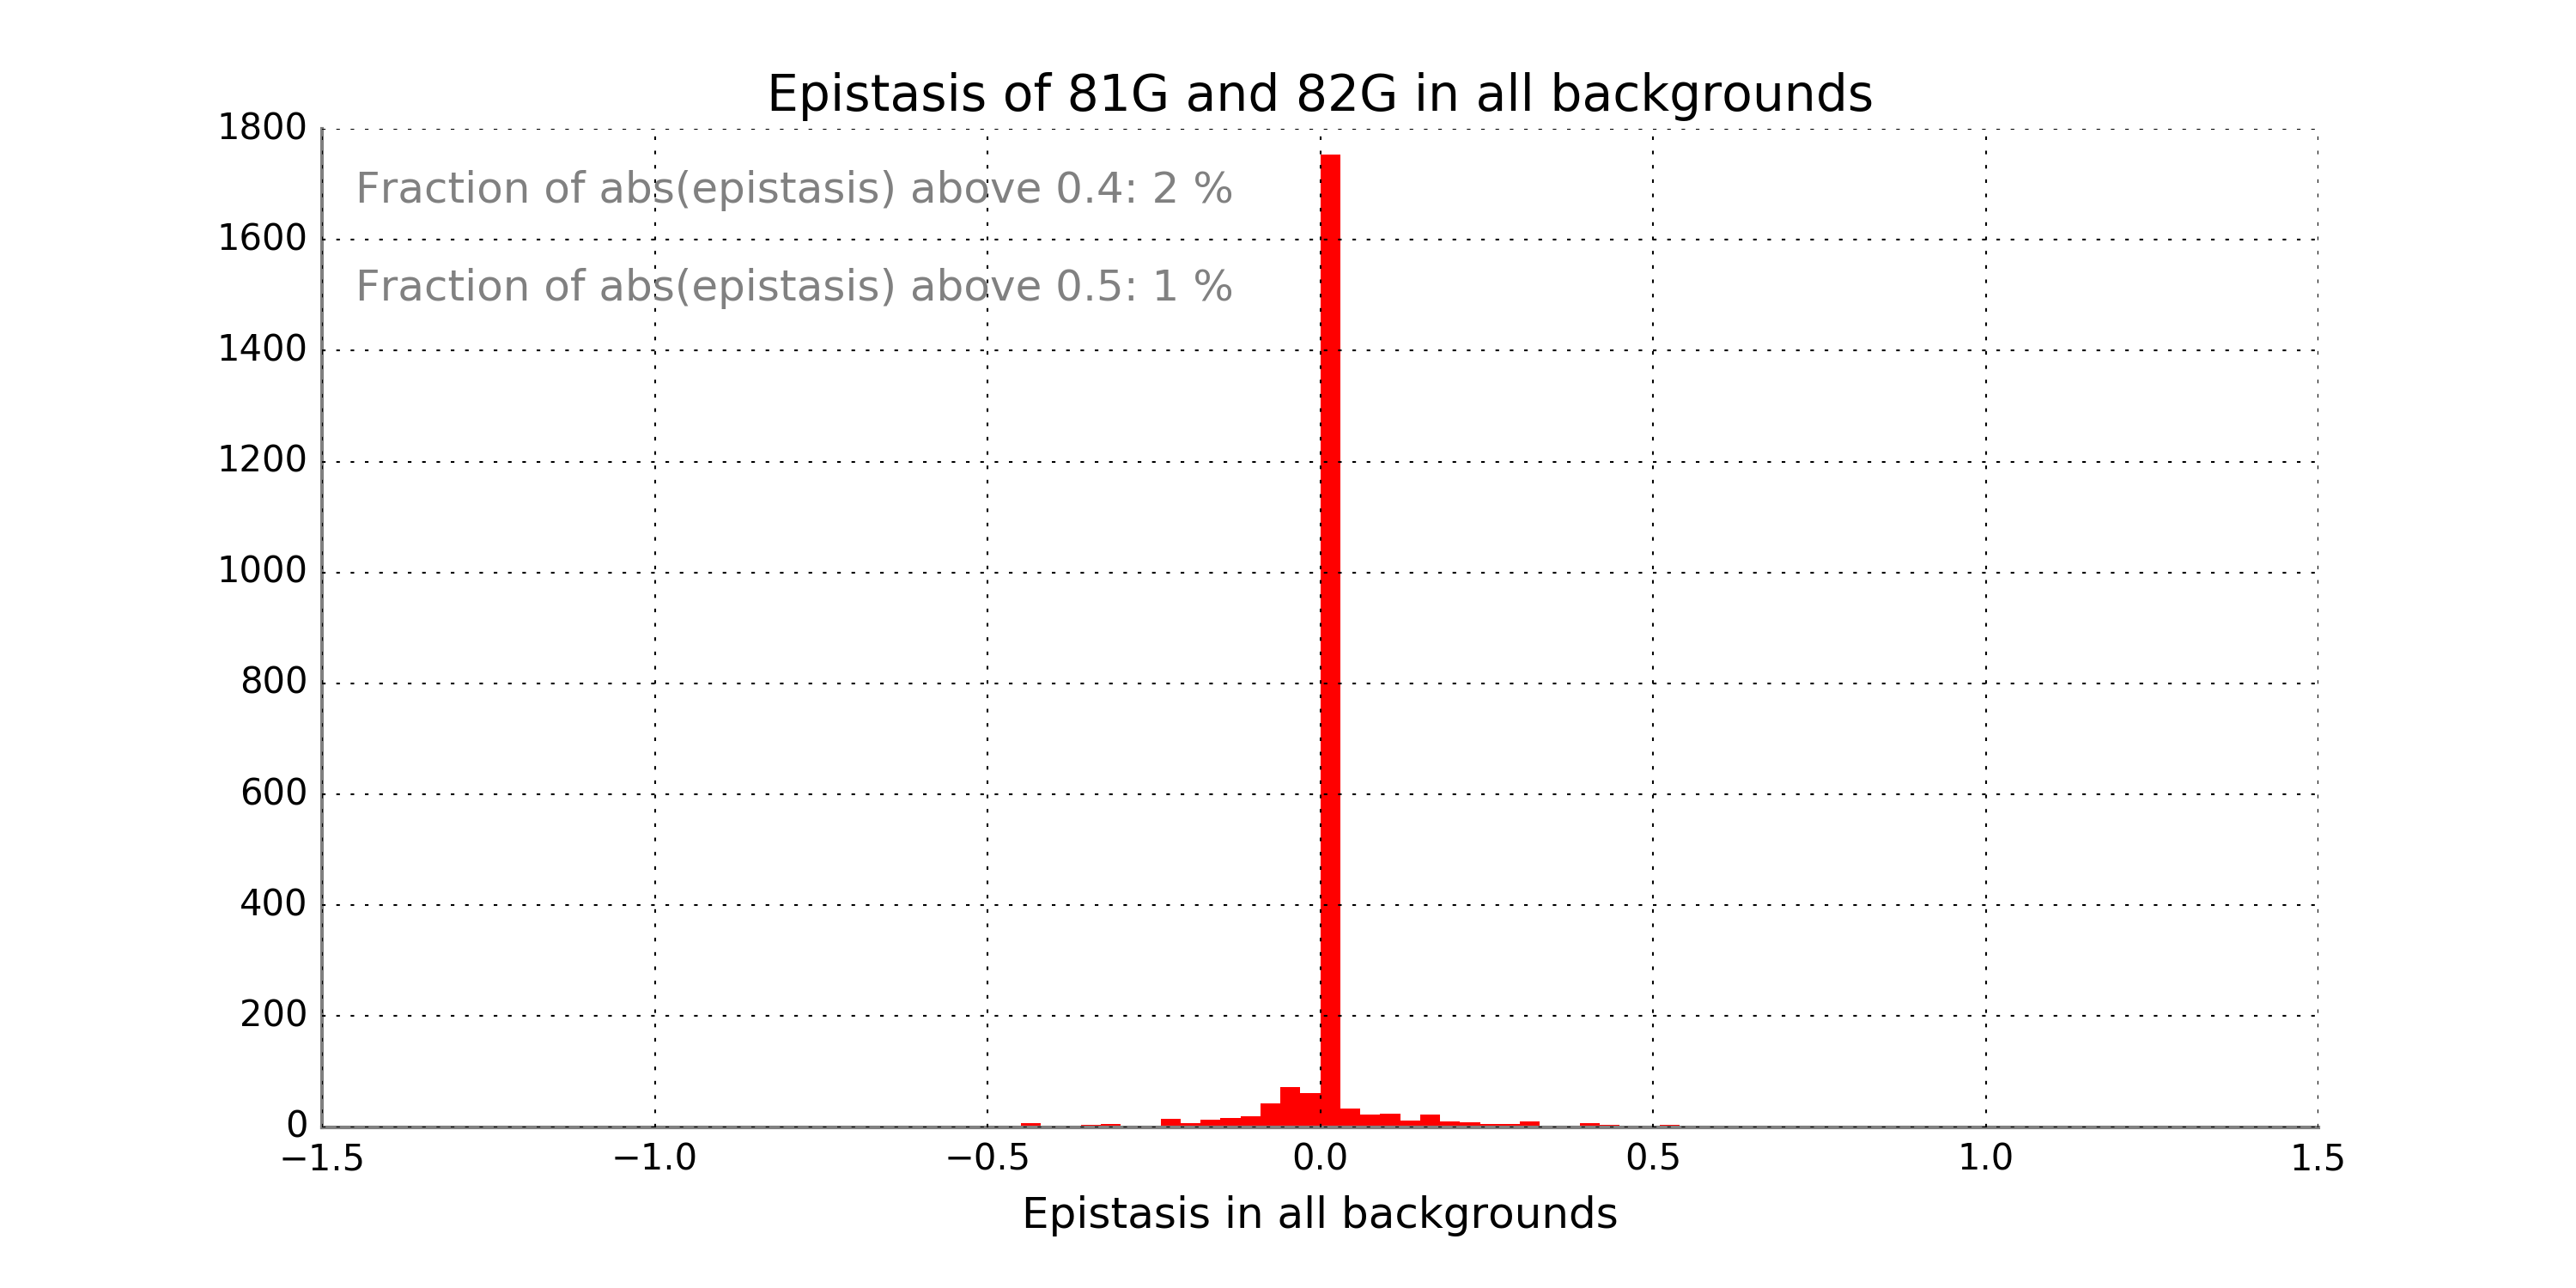 Epistasis of 81G and 82G in all backgrounds
1800
Fraction of abs(epistasis) above 0.4: 2 %
1600
Fraction of abs(epistasis) above 0.5: 1 %
1400
1200
1000
800
600
400
200
0
−1.5 −1.0 −0.5 0.0 0.5 1.0 1.5
Epistasis in all backgrounds